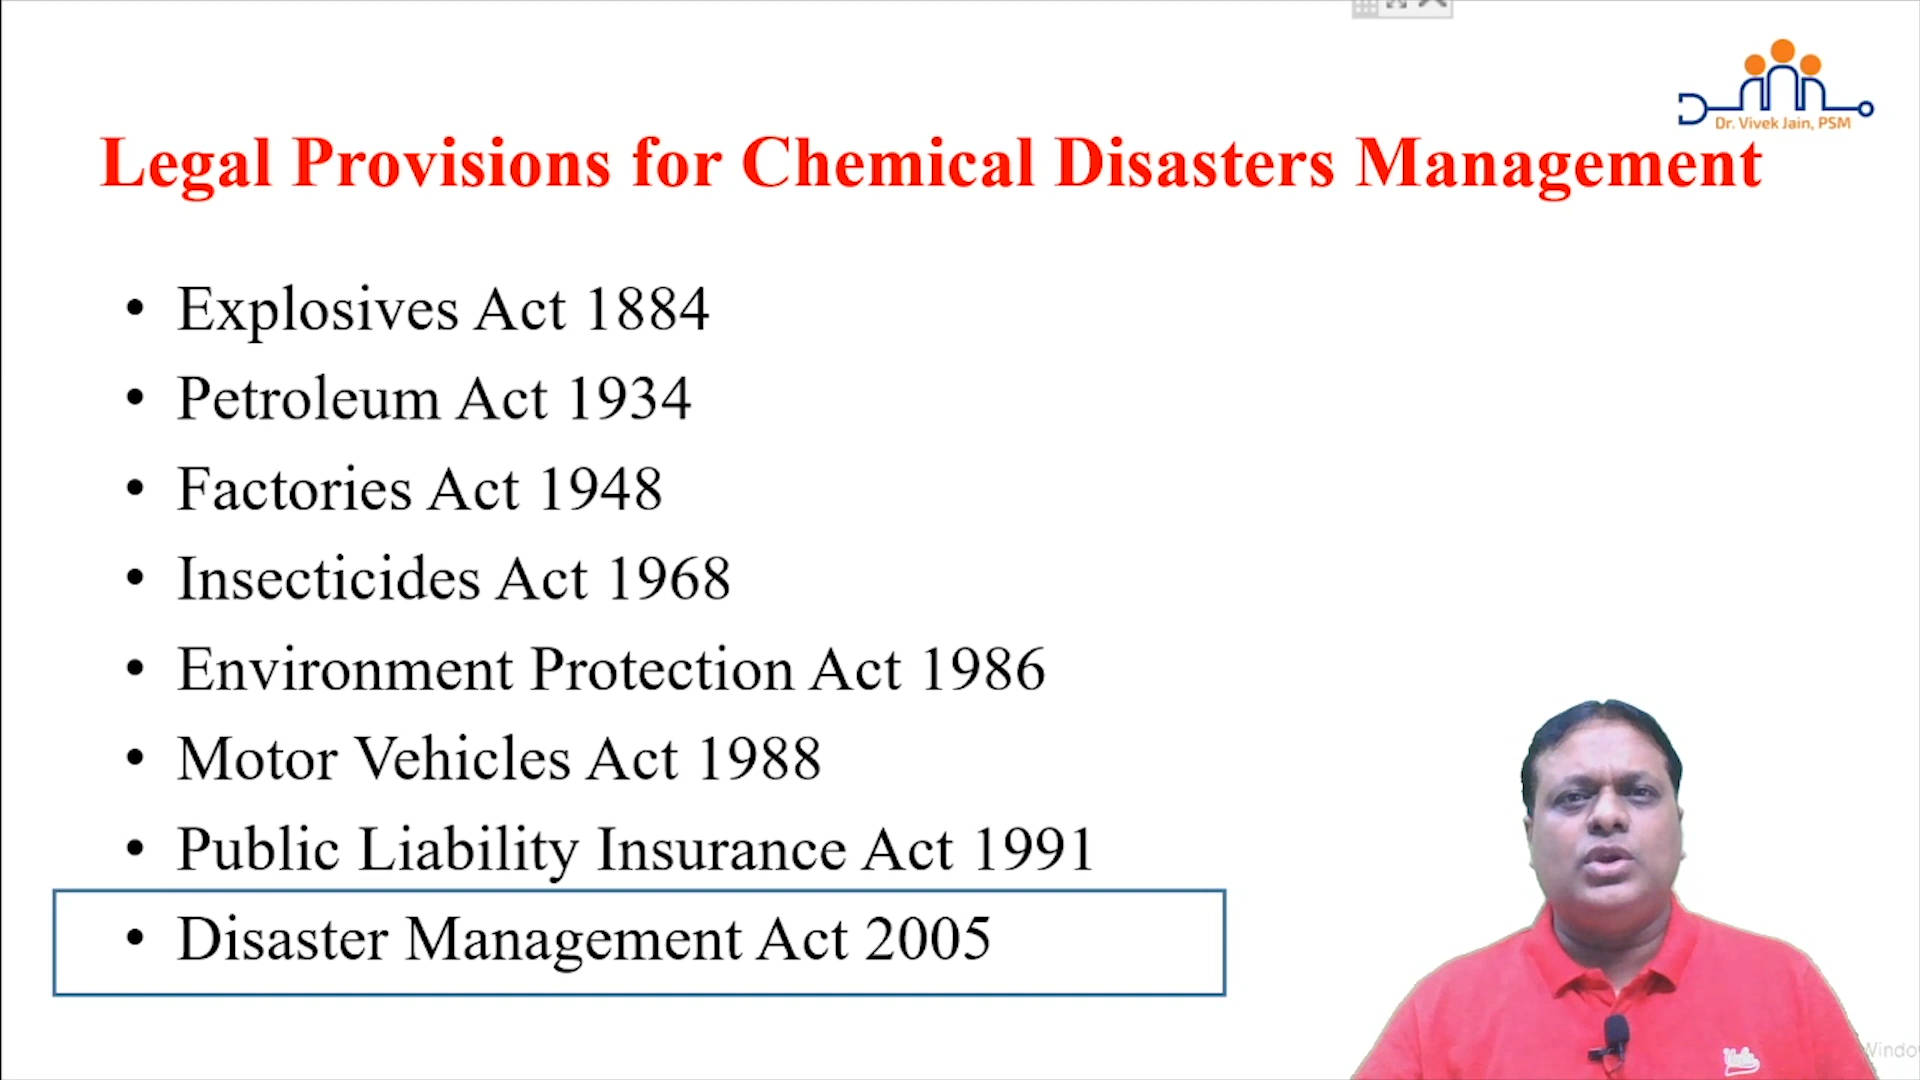 Dr. Vivek Jain, PSM
Legal Provisions for Chemical Disasters Management
• Explosives Act 1884
• Petroleum Act 1934
• Factories Act 1948
• Insecticides Act 1968
• Environment Protection Act 1986
• Motor Vehicles Act 1988
• Public Liability Insurance Act 1991
• Disaster Management Act 2005